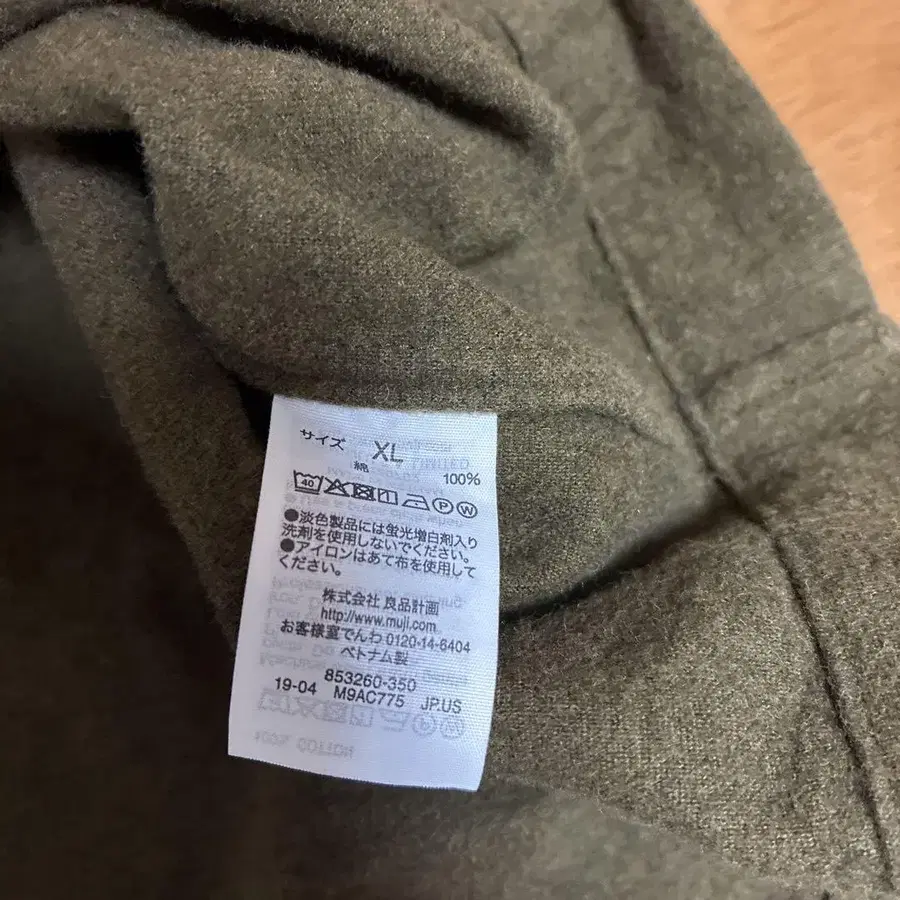 サイズ XL
綿 100%
40 P W
●淡色製品には蛍光増白剤入り
洗剤を使用しないでください。
●アイロンはあて布を使用して
ください。
株式会社 良品計画
http://www.muji.com
お客様室でんわ 0120-14-6404
ベトナム製
853260-350
19-04 M9AC775 JP.US
100% COTTON